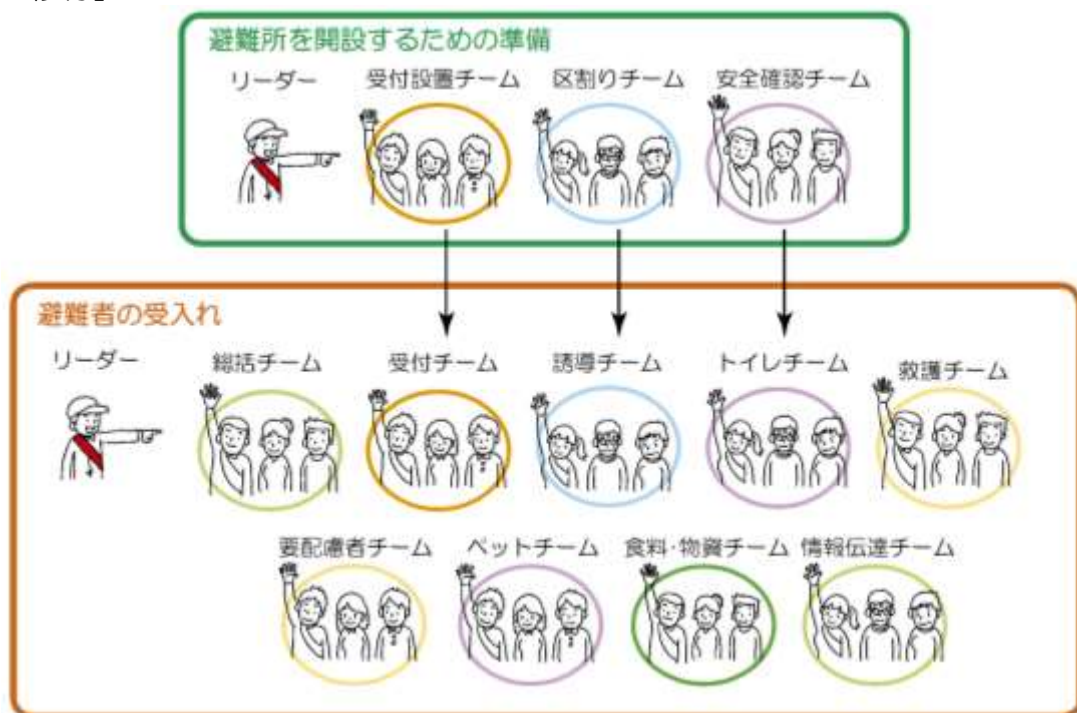 避難所を開設するための準備
リーダー 受付設置チーム 区割りチーム 安全確認チーム
避難者の受入れ
リーダー 総括チーム 受付チーム 誘導チーム トイレチーム 救護チーム
要配慮者チーム ペットチーム 食料・物資チーム 情報伝達チーム